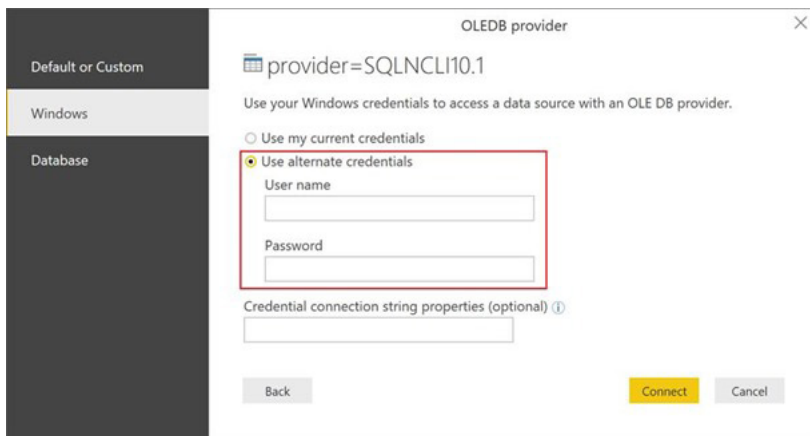 OLEDB provider
Default or Custom
Windows
Database
provider=SQLNCLI10.1
Use your Windows credentials to access a data source with an OLE DB provider.
Use my current credentials
Use alternate credentials
User name
Password
Credential connection string properties (optional)
Back
Connect
Cancel